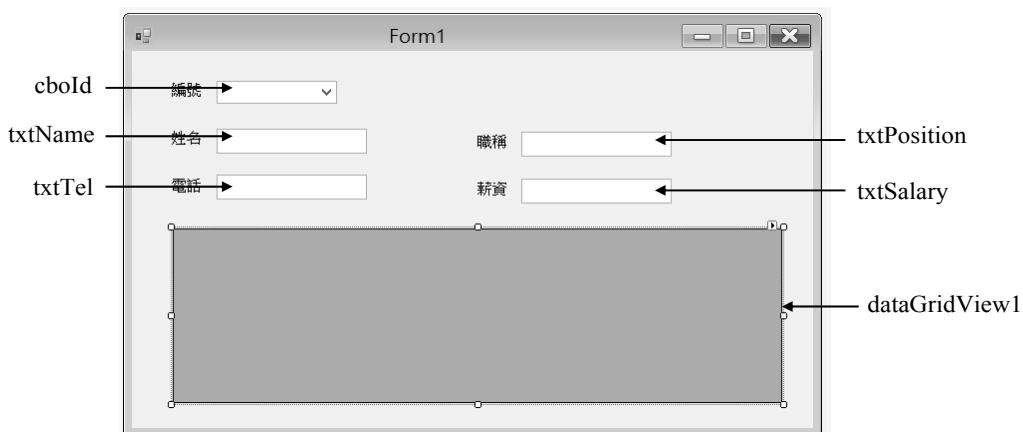 Form1
cboId
編號
txtName
姓名
職稱
txtPosition
txtTel
電話
薪資
txtSalary
dataGridView1